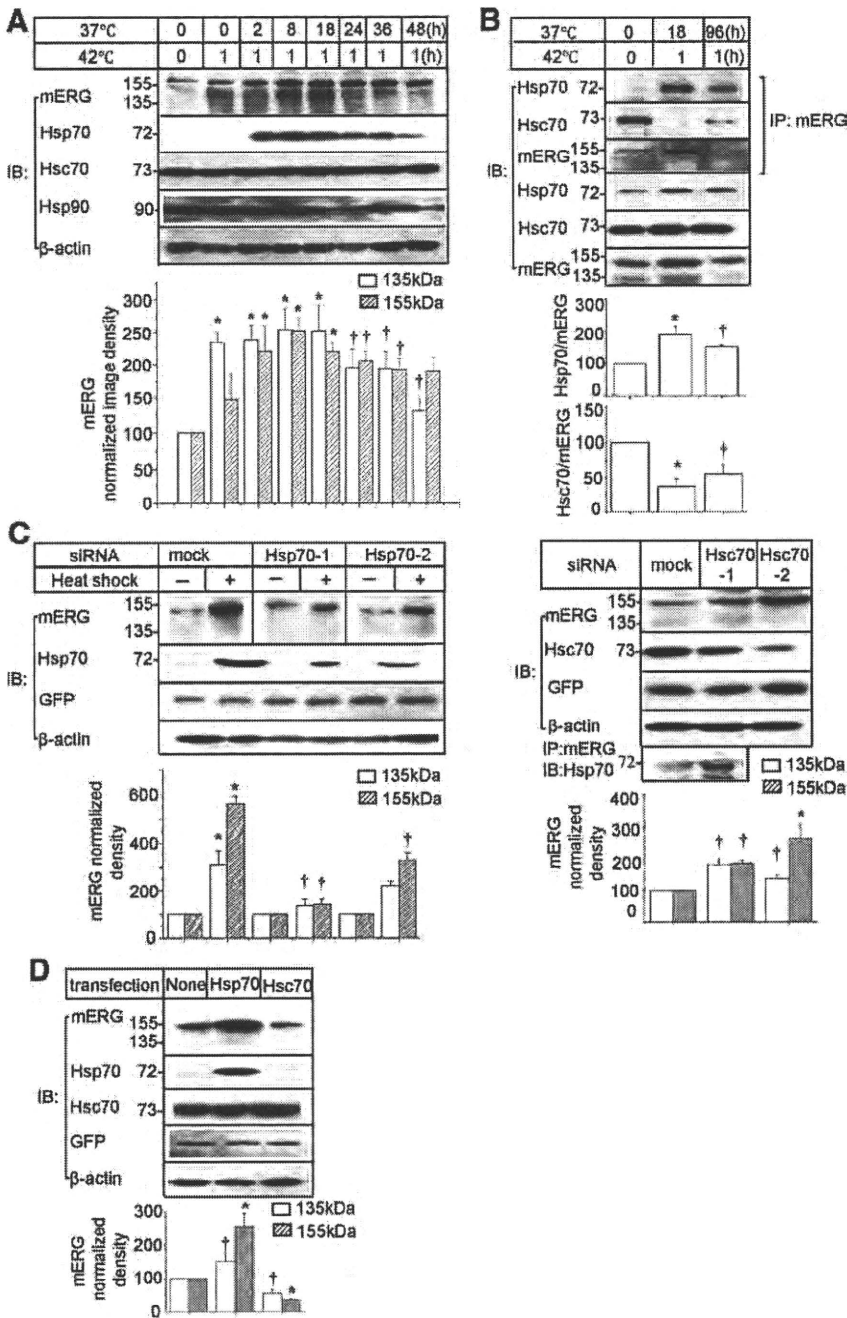 A
37℃ 0 0 2 8 18 24 36 48(h)
42℃ 0 1 1 1 1 1 1 1(h)
IB:
mERG 155- 135-
Hsp70 72-
Hsc70 73-
Hsp90 90-
β-actin
135kDa
155kDa
mERG normalized image density
300
250
200
150
100
50
0
* * * * * * * † † † † †
B
37℃ 0 18 96(h)
42℃ 0 1 1(h)
IB:
Hsp70 72-
Hsc70 73-
mERG 155 135
IP: mERG
Hsp70 72-
Hsc70 73-
mERG 155- 135-
Hsp70/mERG
300
200
100
0
* †
Hsc70/mERG
100
50
0
* †
C
siRNA mock Hsp70-1 Hsp70-2
Heat shock – + – + – +
IB:
mERG 155- 135-
Hsp70 72-
GFP
β-actin
135kDa
155kDa
mERG normalized density
600
300
100
0
* * † † †
siRNA mock Hsc70 -1 Hsc70 -2
IB:
mERG 155- 135-
Hsc70 73-
GFP
β-actin
IP:mERG
IB:Hsp70 72-
135kDa
155kDa
mERG normalized density
400
300
200
100
0
† † † *
D
transfection None Hsp70 Hsc70
IB:
mERG 155- 135
Hsp70 72-
Hsc70 73-
GFP
β-actin
135kDa
155kDa
mERG normalized density
300
200
100
0
† * † *